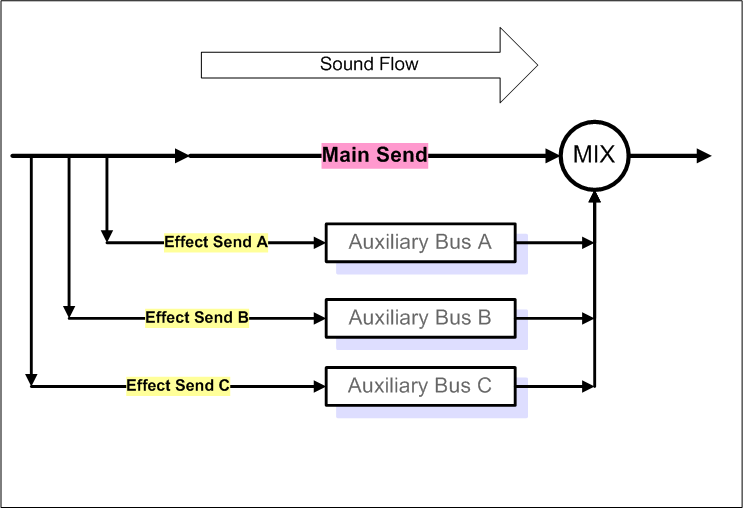 Sound Flow
Main Send
MIX
Effect Send A
Auxiliary Bus A
Effect Send B
Auxiliary Bus B
Effect Send C
Auxiliary Bus C